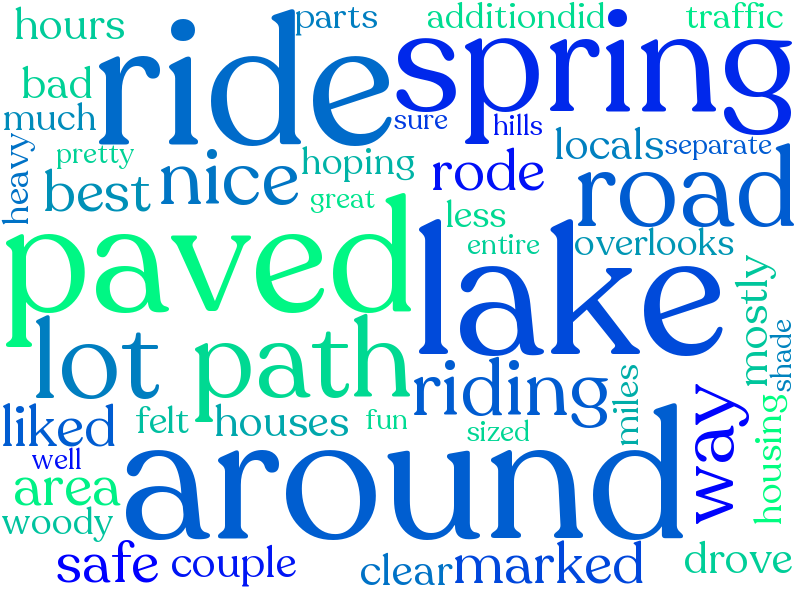 hours
parts
additiondid
traffic
ride
spring
bad
much
sure
hills
locals
separate
heavy
pretty
nice
hoping
rode
road
best
great
less
paved
lake
entire
overlooks
mostly
lot
path
riding
miles
shade
liked
felt
houses
fun
sized
way
housing
well
around
area
woody
safe
couple
clear
marked
drove